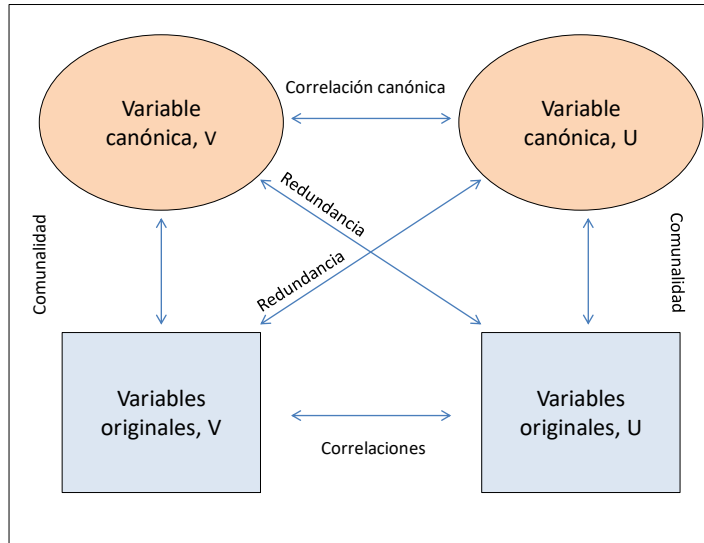 Variable
canónica, V
Correlación canónica
Variable
canónica, U
Redundancia
Redundancia
Comunalidad
Comunalidad
Variables
originales, V
Correlaciones
Variables
originales, U